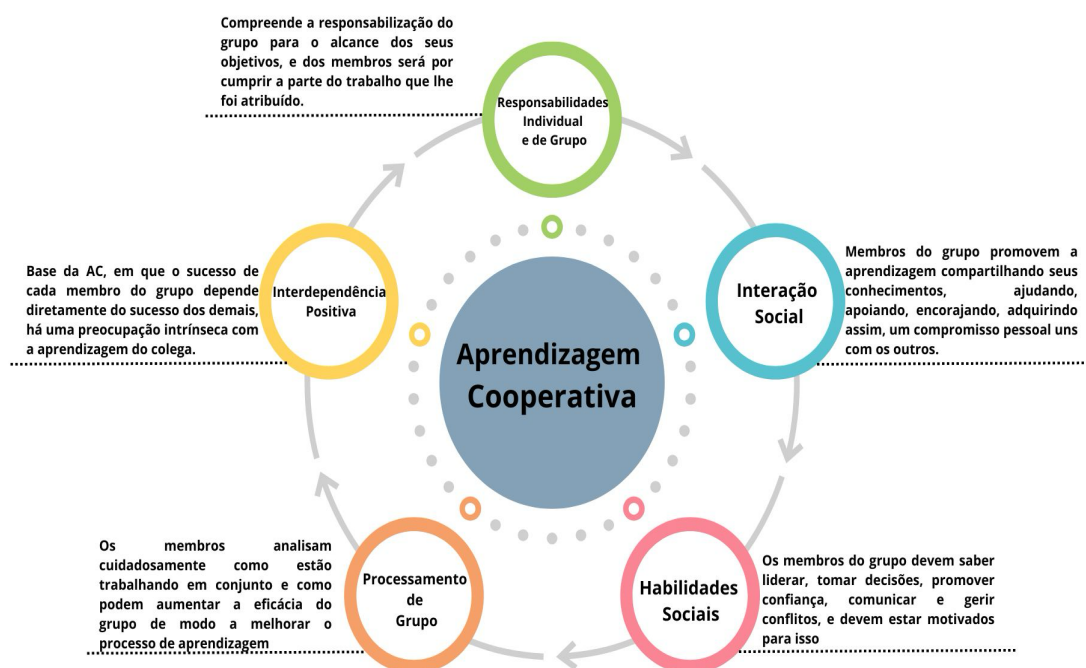 Compreende a responsabilização do
grupo para o alcance dos seus
objetivos, e dos membros será por
cumprir a parte do trabalho que lhe
foi atribuído.
Responsabilidades
Individual
e de Grupo
Membros do grupo promovem a
aprendizagem compartilhando seus
conhecimentos, ajudando,
apoiando, encorajando, adquirindo
assim, um compromisso pessoal uns
com os outros.
Interação
Social
Base da AC, em que o sucesso de
cada membro do grupo depende
diretamente do sucesso dos demais,
há uma preocupação intrínseca com
a aprendizagem do colega.
Interdependência
Positiva
Aprendizagem
Cooperativa
Os membros analisam
cuidadosamente como estão
trabalhando em conjunto e como
podem aumentar a eficácia do
grupo de modo a melhorar o
processo de aprendizagem
Processamento
de
Grupo
Habilidades
Sociais
Os membros do grupo devem saber
liderar, tomar decisões, promover
confiança, comunicar e gerir
conflitos, e devem estar motivados
para isso